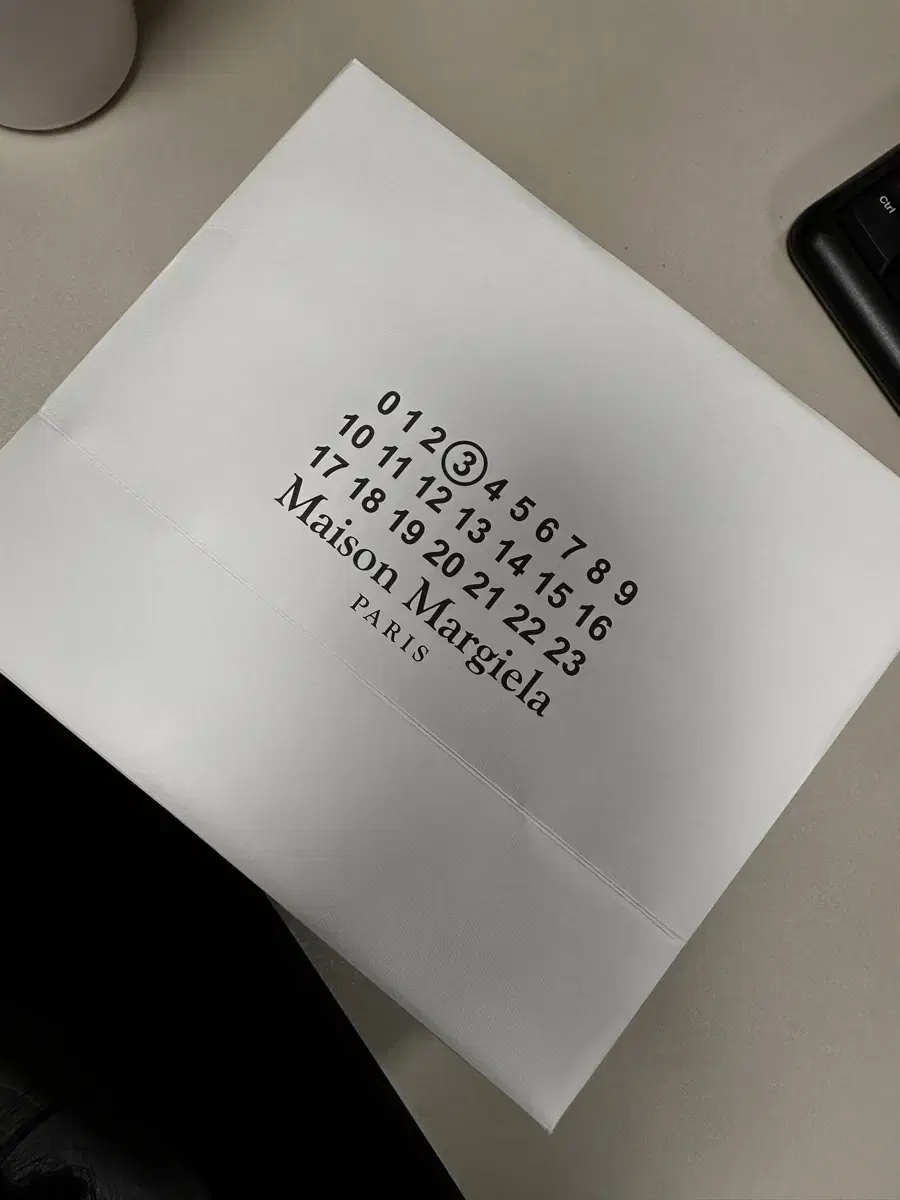 0 1 2 3 4 5 6 7 8 9
10 11 12 13 14 15 16
17 18 19 20 21 22 23
Maison Margiela
PARIS
Ctrl